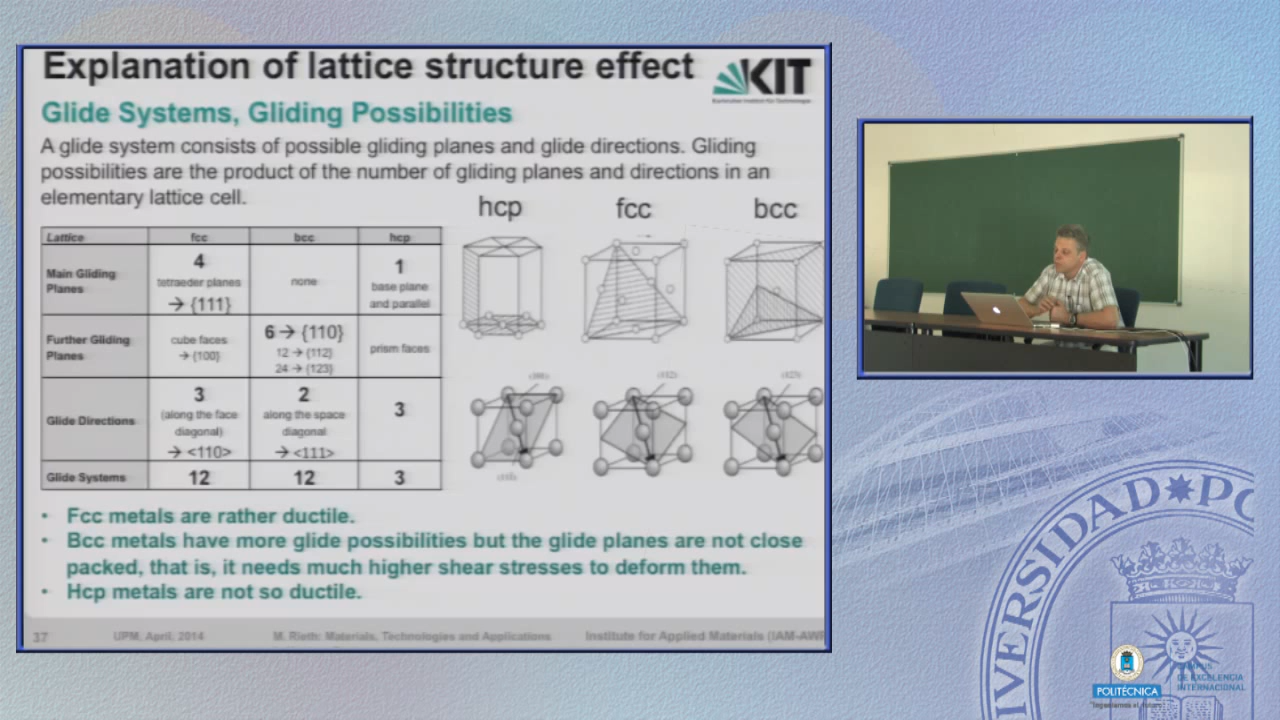 Explanation of lattice structure effect
KIT
Glide Systems, Gliding Possibilities
A glide system consists of possible gliding planes and glide directions. Gliding
possibilities are the product of the number of gliding planes and directions in an
elementary lattice cell.
hcp fcc bcc
Lattice fcc bcc hcp
Main Gliding Planes
4
tetraeder planes
→ {111}
none
1
base plane
and parallel
Further Gliding Planes
cube faces
→ {100}
6 → {110}
12 → {112}
24 → {123}
prism faces
Glide Directions
3
(along the face
diagonal)
→ <110>
2
along the space
diagonal
→ <111>
3
Glide Systems 12 12 3
(112) (123)
• Fcc metals are rather ductile.
• Bcc metals have more glide possibilities but the glide planes are not close
packed, that is, it needs much higher shear stresses to deform them.
• Hcp metals are not so ductile.
37 UPM, April, 2014 M. Rieth: Materials, Technologies and Applications Institute for Applied Materials (IAM-AWP
IVERSIDAD PO
POLITÉCNICA
"Ingeniamos el futuro"
CAMPUS
DE EXCELENCIA
INTERNACIONAL